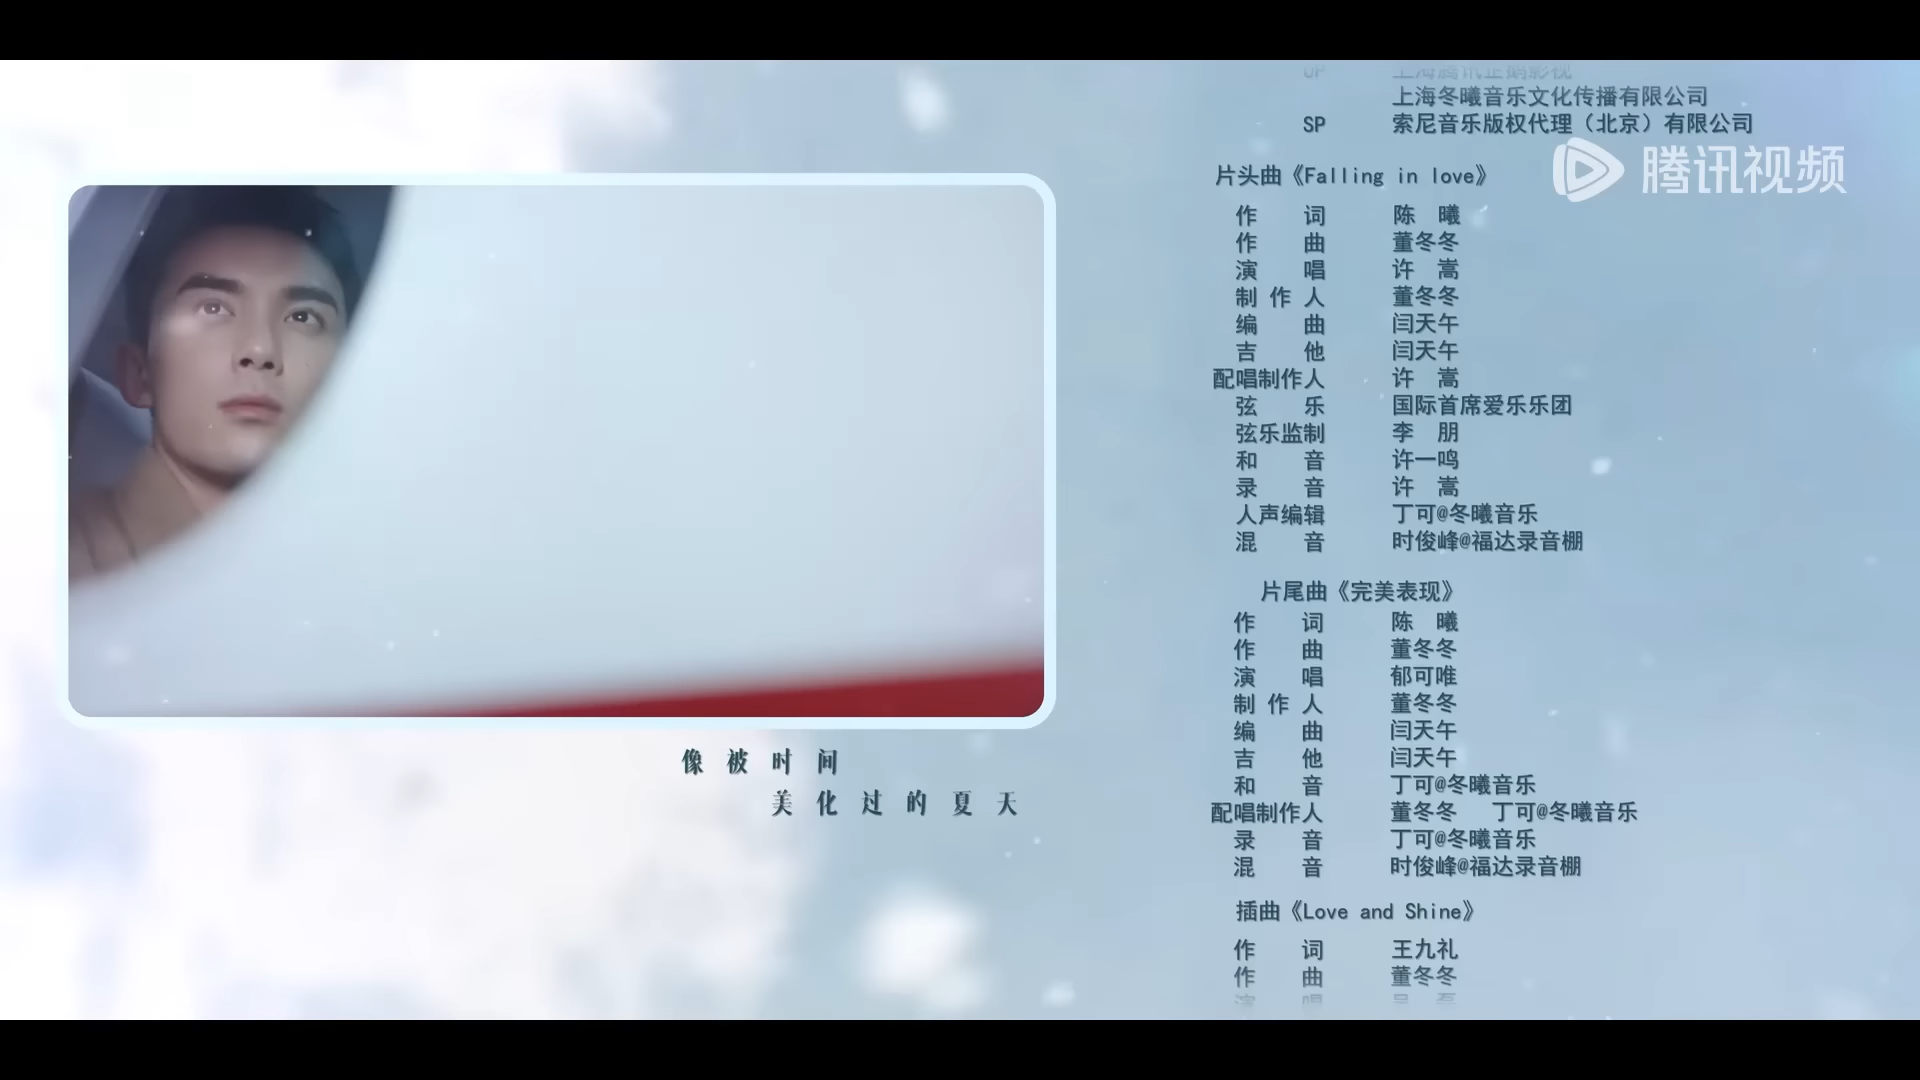 像被时间
美化过的夏天
腾讯视频
上海腾讯企鹅影视
上海冬曦音乐文化传播有限公司
SP 索尼音乐版权代理（北京）有限公司
片头曲《Falling in love》
作词 陈曦
作曲 董冬冬
演唱 许嵩
制作人 董冬冬
编曲 闫天午
吉他 闫天午
配唱制作人 许嵩
弦乐 国际首席爱乐乐团
弦乐监制 李朋
和音 许一鸣
录音 许嵩
人声编辑 丁可@冬曦音乐
混音 时俊峰@福达录音棚
片尾曲《完美表现》
作词 陈曦
作曲 董冬冬
演唱 郁可唯
制作人 董冬冬
编曲 闫天午
吉他 闫天午
和音 丁可@冬曦音乐
配唱制作人 董冬冬 丁可@冬曦音乐
录音 丁可@冬曦音乐
混音 时俊峰@福达录音棚
插曲《Love and Shine》
作词 王九礼
作曲 董冬冬